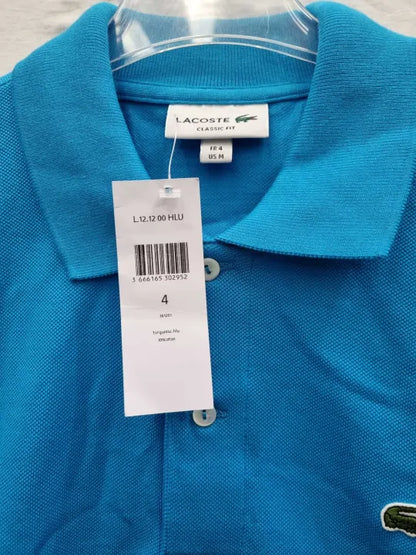 LACOSTE
CLASSIC FIT
FR 4
US M
L.12.12 00 HLU
3 666165 302952
4